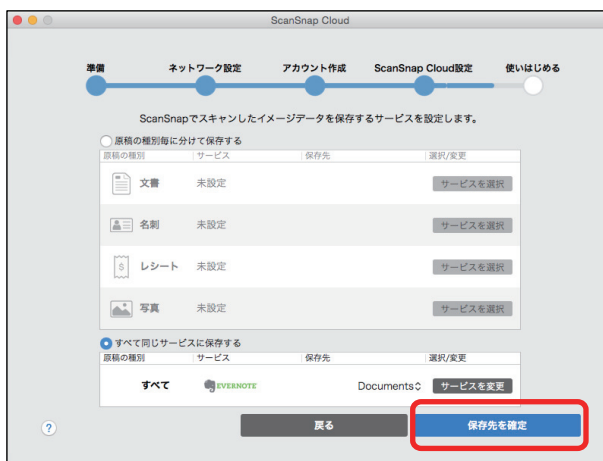 ScanSnap Cloud
準備 ネットワーク設定 アカウント作成 ScanSnap Cloud設定 使いはじめる
ScanSnapでスキャンしたイメージデータを保存するサービスを設定します。
原稿の種別毎に分けて保存する
原稿の種別 サービス 保存先 選択/変更
文書 未設定 サービスを選択
名刺 未設定 サービスを選択
レシート 未設定 サービスを選択
写真 未設定 サービスを選択
すべて同じサービスに保存する
原稿の種別 サービス 保存先 選択/変更
すべて EVERNOTE Documents サービスを変更
? 戻る 保存先を確定